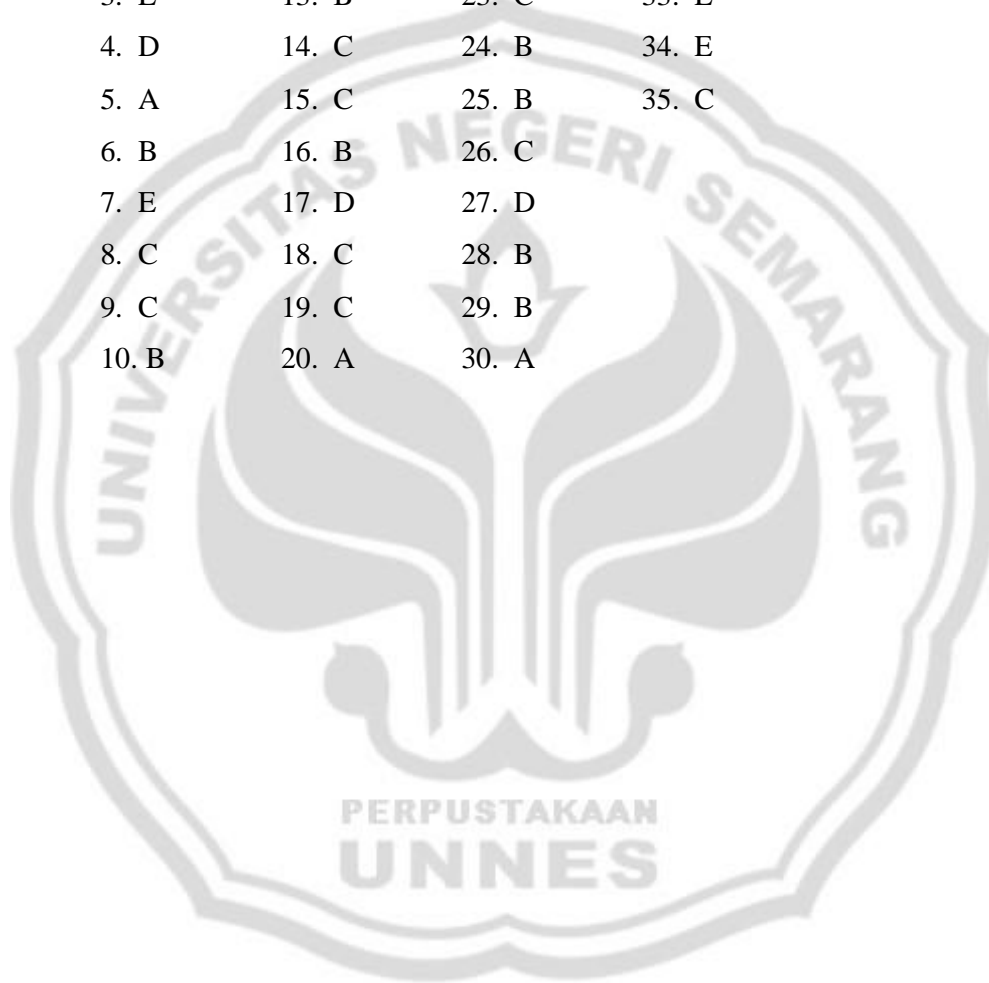 4. D 14. C 24. B 34. E
5. A 15. C 25. B 35. C
6. B 16. B 26. C
7. E 17. D 27. D
8. C 18. C 28. B
9. C 19. C 29. B
10. B 20. A 30. A
UNIVERSITAS NEGERI SEMARANG
PERPUSTAKAAN
UNNES